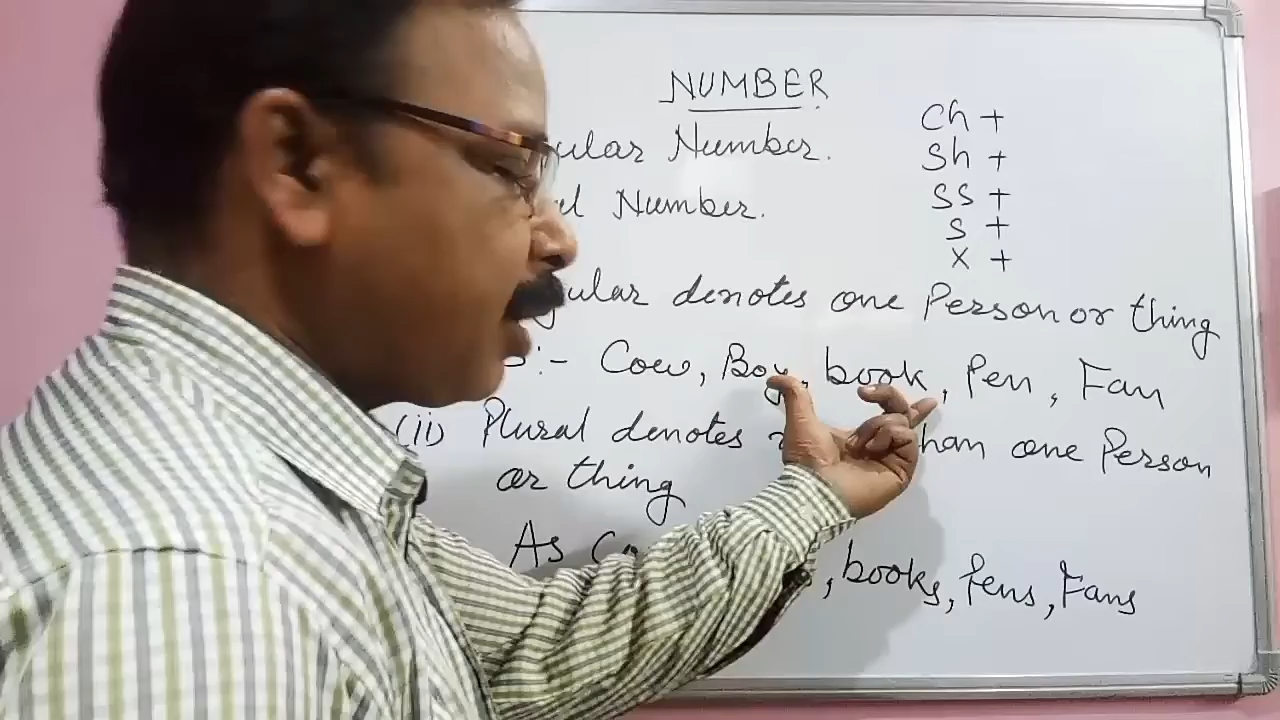 NUMBER
ular Number.
Number.
Ch +
Sh +
SS +
S +
X +
gular denotes one Person or thing
:- Cow, Boy, book, Pen, Fan
(ii) Plural denotes than one Person
or thing
As , books, Pens, Fans